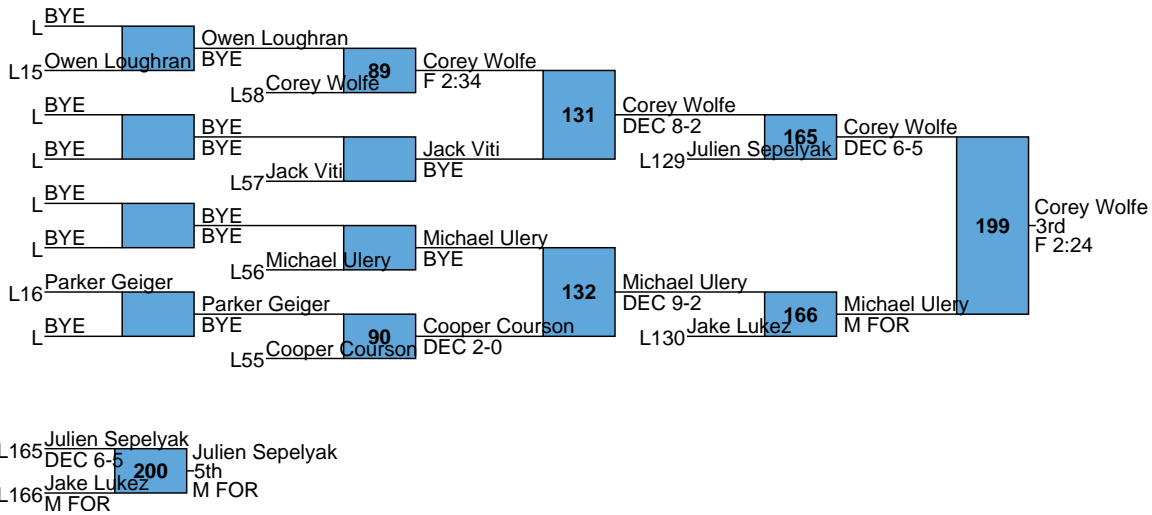 L BYE
L15 Owen Loughran
Owen Loughran
BYE
L58 Corey Wolfe
89
Corey Wolfe
F 2:34
L BYE
L BYE
BYE
BYE
L57 Jack Viti
Jack Viti
BYE
131
Corey Wolfe
DEC 8-2
L129 Julien Sepelyak
165
Corey Wolfe
DEC 6-5
L BYE
L BYE
BYE
BYE
L56 Michael Ulery
Michael Ulery
BYE
L16 Parker Geiger
L BYE
Parker Geiger
BYE
L55 Cooper Courson
90
Cooper Courson
DEC 2-0
132
Michael Ulery
DEC 9-2
L130 Jake Lukez
166
Michael Ulery
M FOR
199
Corey Wolfe
3rd
F 2:24
L165 Julien Sepelyak
DEC 6-5
L166 Jake Lukez
M FOR
200
Julien Sepelyak
5th
M FOR